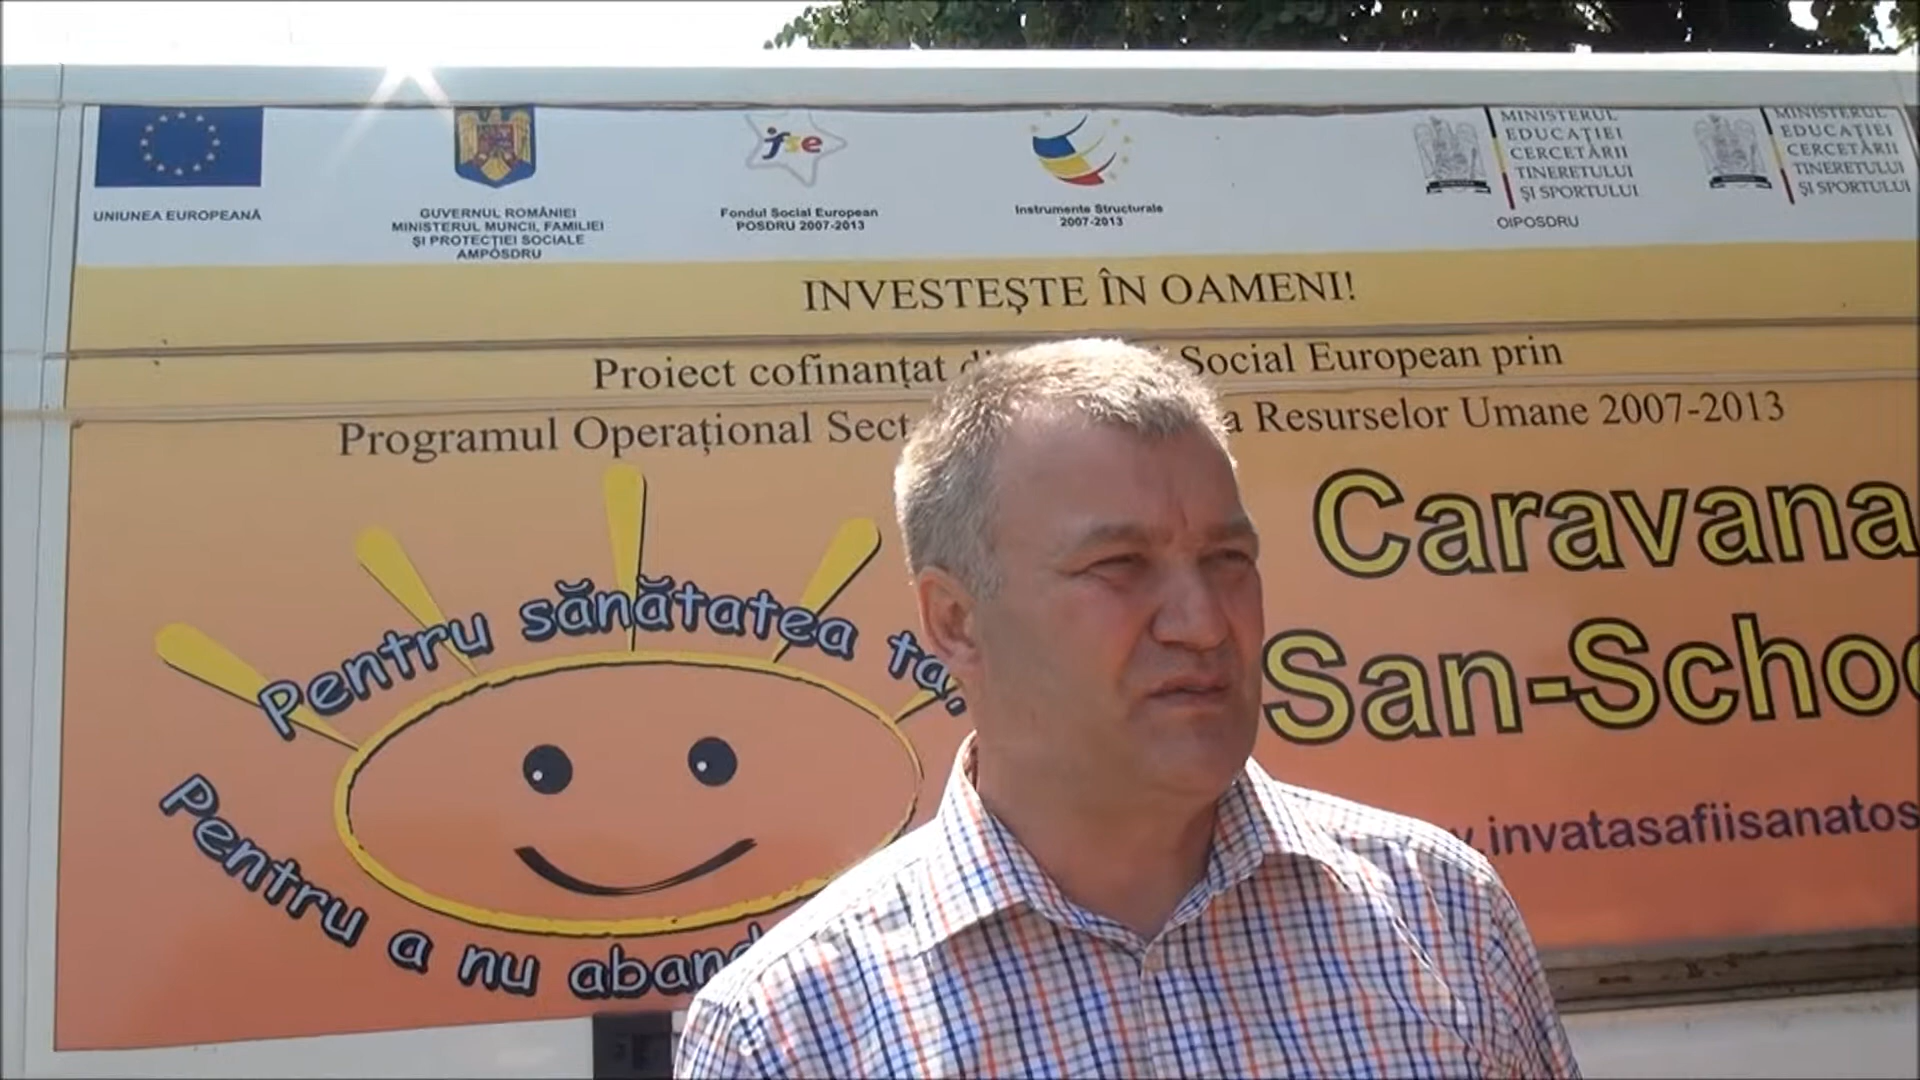 UNIUNEA EUROPEANĂ
GUVERNUL ROMÂNIEI
MINISTERUL MUNCII, FAMILIEI
ŞI PROTECŢIEI SOCIALE
AMPOSDRU
fse
Fondul Social European
POSDRU 2007-2013
Instrumente Structurale
2007-2013
MINISTERUL
EDUCAŢIEI
CERCETĂRII
TINERETULUI
ŞI SPORTULUI
OIPOSDRU
MINISTERUL
EDUCAŢIEI
CERCETĂRII
TINERETULUI
ŞI SPORTULUI
INVESTEŞTE ÎN OAMENI!
Proiect cofinanţat Social European prin
Programul Operaţional Sect a Resurselor Umane 2007-2013
Pentru sănătatea ta,
Pentru a nu aband
Caravana
San-Schoo
.invatasafiisanatos